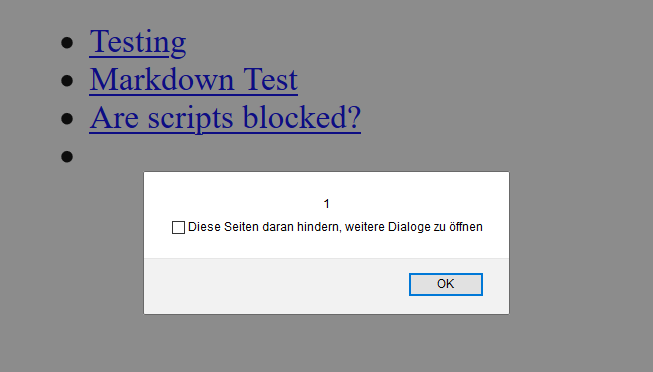 Testing
Markdown Test
Are scripts blocked?
1
Diese Seiten daran hindern, weitere Dialoge zu öffnen
OK